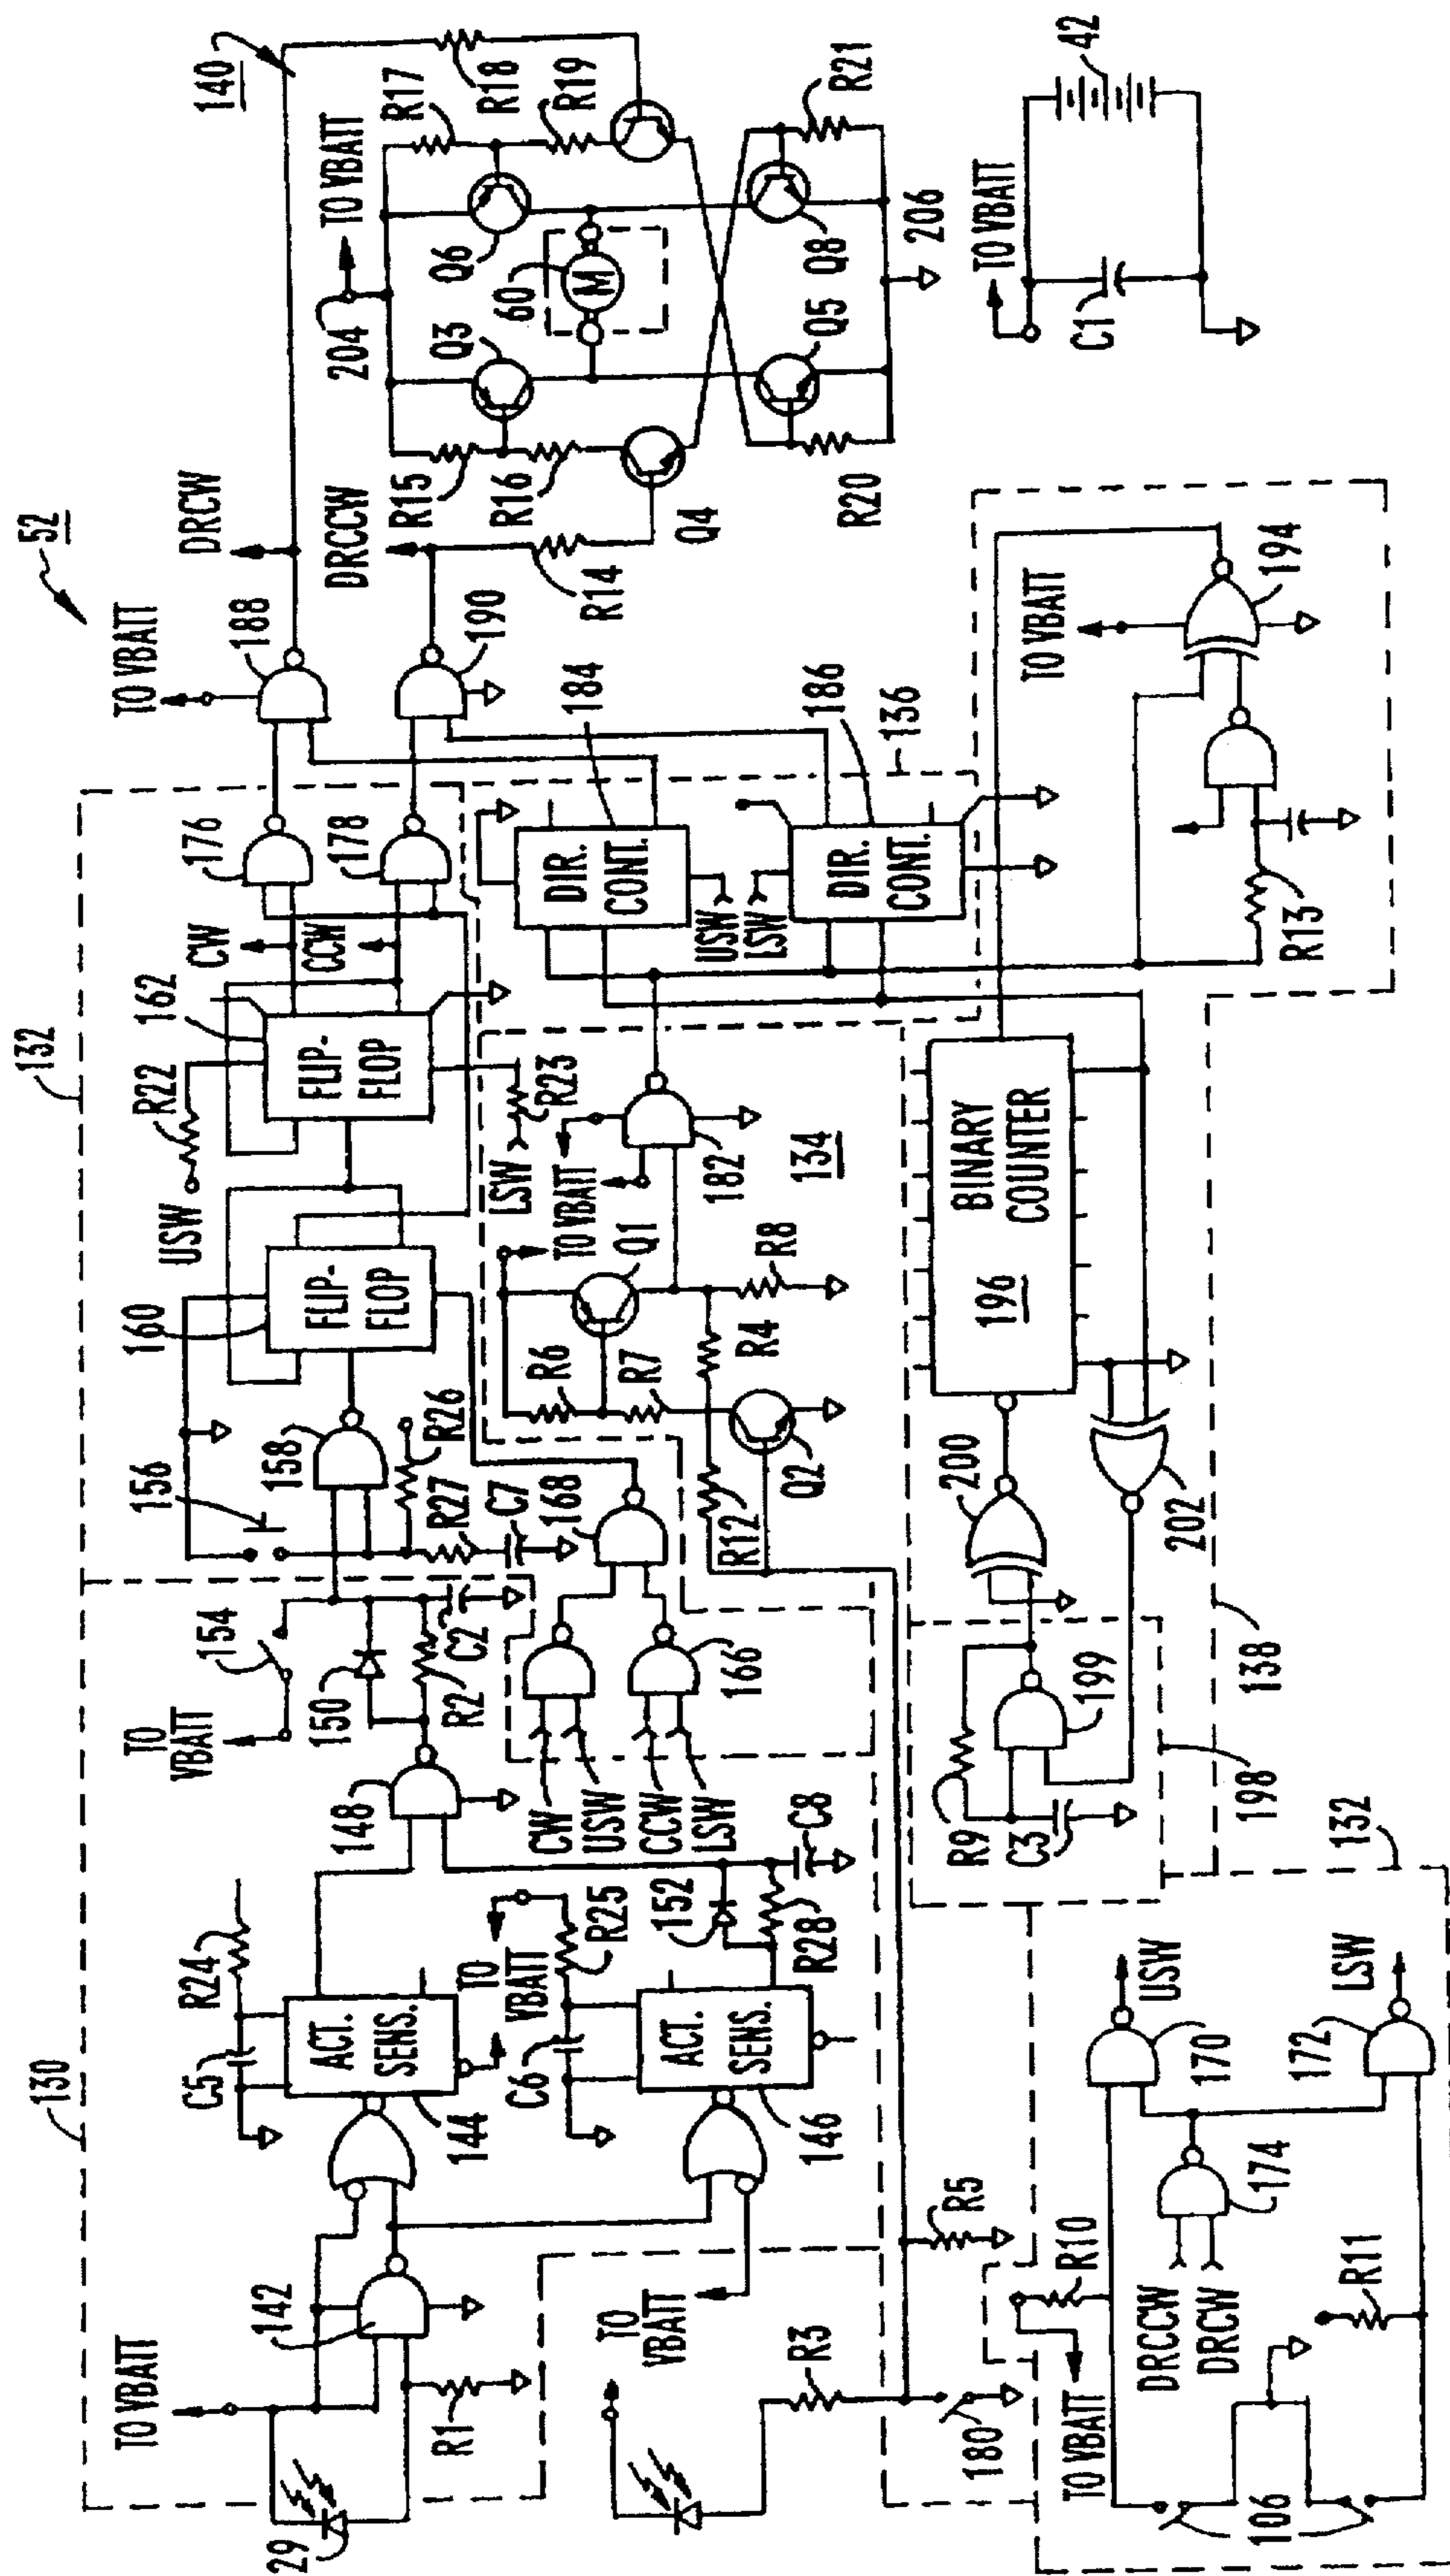 52
140
132
130
TO VBATT
142
29
R1
C5
R24
ACT.
SENS.
144
TO
VBATT
C6
R25
ACT.
SENS.
146
152
R28
C8
148
TO
VBATT
154
150
R2
C2
156
158
R26
R27
C7
168
CW
USW
CCW
LSW
166
160
FLIP-
FLOP
USW
R22
162
FLIP-
FLOP
LSW
R23
CW
CCW
176
178
TO VBATT
188
190
DRCW
DRCCW
R14
204
TO VBATT
R15
R16
Q3
Q4
60
M
Q6
R17
R18
R19
Q5
Q8
R20
R21
206
TO VBATT
C1
42
TO
VBATT
R3
180
R5
R12
Q2
R6
R7
Q1
R4
R8
TO VBATT
182
134
DIR.
CONT.
184
USW
LSW
DIR.
CONT.
186
136
BINARY
COUNTER
196
200
202
R9
C3
199
198
138
R13
TO VBATT
194
132
106
TO VBATT
R10
R11
DRCCW
DRCW
174
170
172
USW
LSW